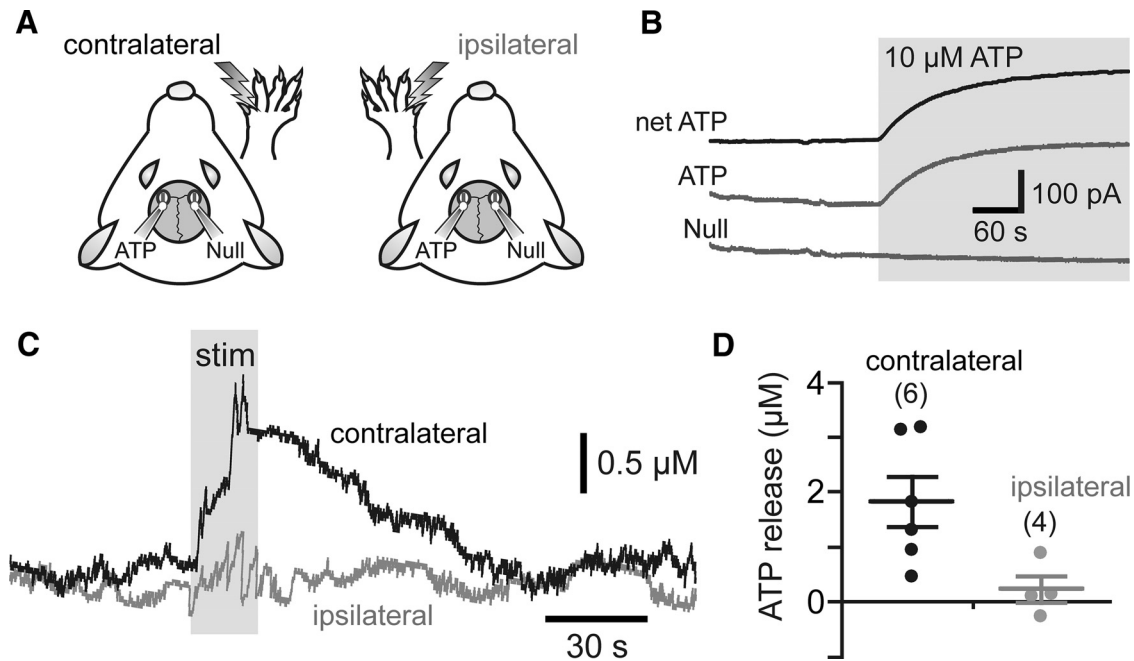 A
contralateral
ipsilateral
ATP
Null
ATP
Null
B
10 µM ATP
net ATP
ATP
Null
100 pA
60 s
C
stim
contralateral
0.5 µM
ipsilateral
30 s
D
contralateral
(6)
ipsilateral
(4)
ATP release (µM)
4
2
0